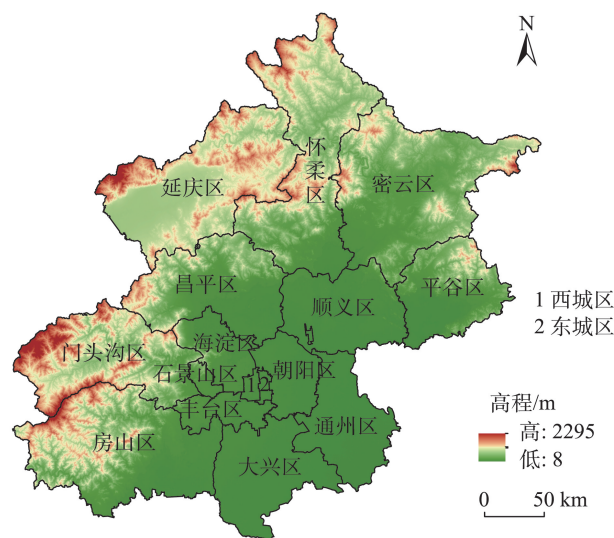 N
怀柔区
延庆区
密云区
昌平区
顺义区
平谷区
1 西城区
2 东城区
海淀区
门头沟区
石景山区
朝阳区
12
丰台区
通州区
房山区
大兴区
高程/m
高: 2295
低: 8
0 50 km